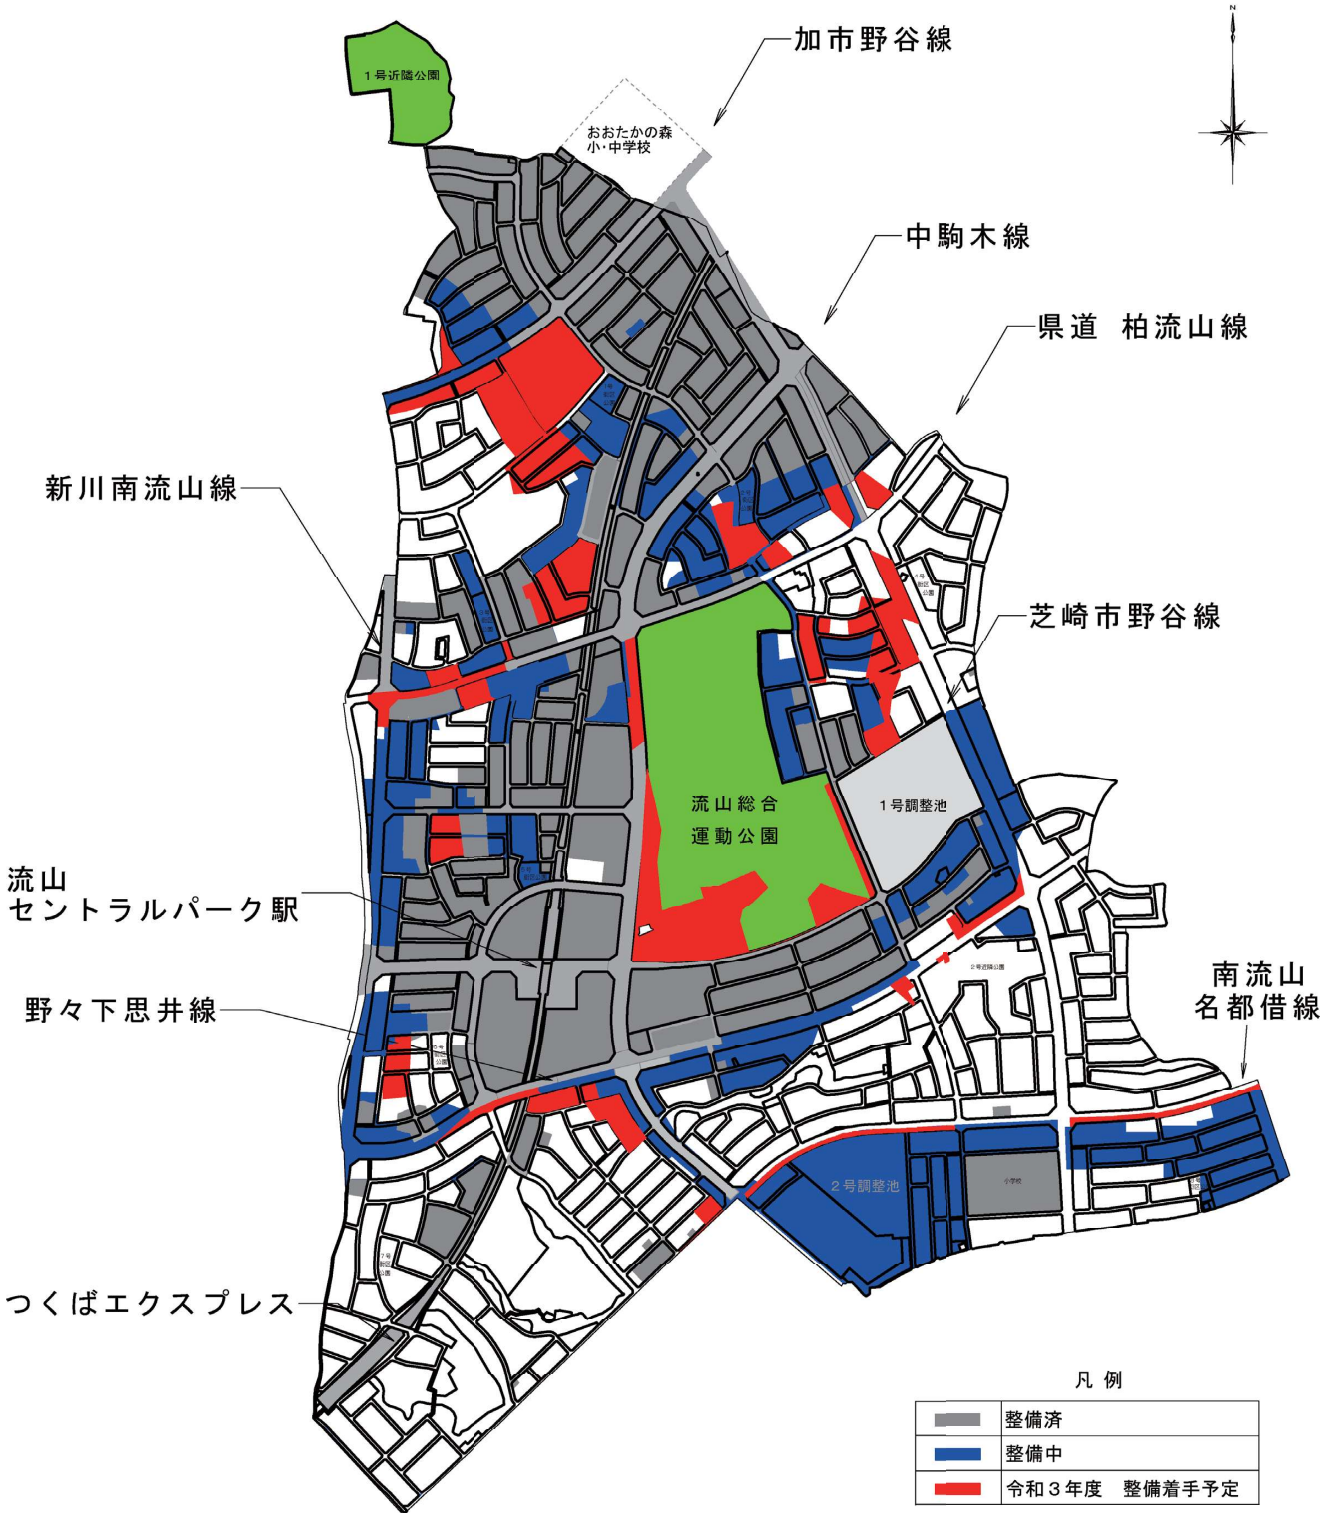 N
加市野谷線
1号近隣公園
おおたかの森
小・中学校
中駒木線
県道 柏流山線
新川南流山線
芝崎市野谷線
流山総合
運動公園
1号調整池
流山
セントラルパーク駅
2号近隣公園
南流山
名都借線
野々下思井線
2号調整池
小学校
7号
街区
公園
つくばエクスプレス
凡例
整備済
整備中
令和3年度 整備着手予定